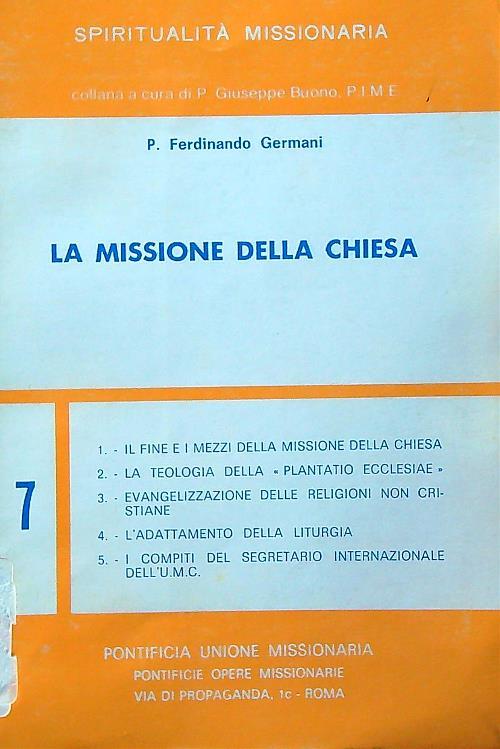 SPIRITUALITÀ MISSIONARIA
collana a cura di P. Giuseppe Buono, P.I.M.E.
P. Ferdinando Germani
LA MISSIONE DELLA CHIESA
7
1. - IL FINE E I MEZZI DELLA MISSIONE DELLA CHIESA
2. - LA TEOLOGIA DELLA « PLANTATIO ECCLESIAE »
3. - EVANGELIZZAZIONE DELLE RELIGIONI NON CRI-
STIANE
4. - L'ADATTAMENTO DELLA LITURGIA
5. - I COMPITI DEL SEGRETARIO INTERNAZIONALE
DELL'U.M.C.
PONTIFICIA UNIONE MISSIONARIA
PONTIFICIE OPERE MISSIONARIE
VIA DI PROPAGANDA, 1c - ROMA